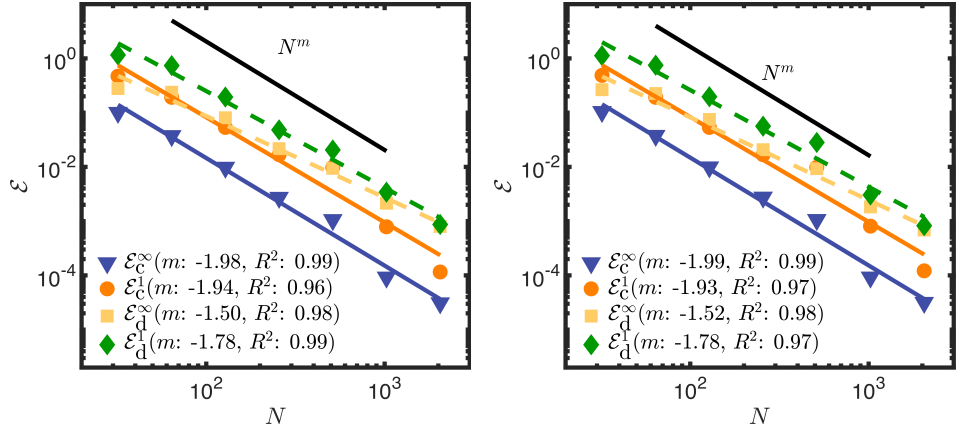 10^0
10^{-2}
10^{-4}
ℰ
N^m
ℰ_c^∞(m: -1.98, R^2: 0.99)
ℰ_c^1(m: -1.94, R^2: 0.96)
ℰ_d^∞(m: -1.50, R^2: 0.98)
ℰ_d^1(m: -1.78, R^2: 0.99)
10^2
10^3
N
10^0
10^{-2}
10^{-4}
ℰ
N^m
ℰ_c^∞(m: -1.99, R^2: 0.99)
ℰ_c^1(m: -1.93, R^2: 0.97)
ℰ_d^∞(m: -1.52, R^2: 0.98)
ℰ_d^1(m: -1.78, R^2: 0.97)
10^2
10^3
N